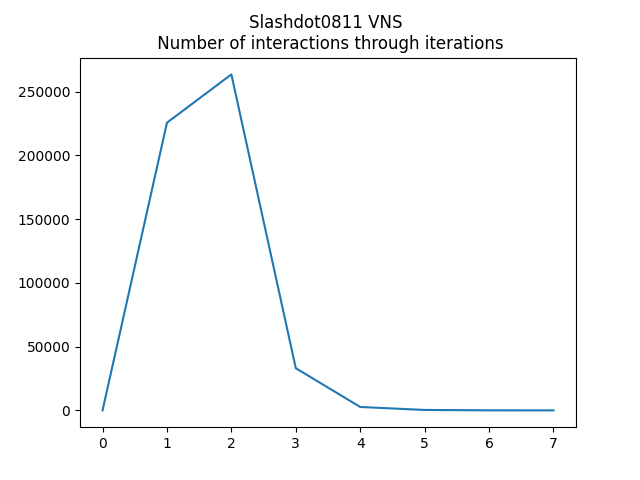 Slashdot0811 VNS
Number of interactions through iterations
250000
200000
150000
100000
50000
0
0 1 2 3 4 5 6 7